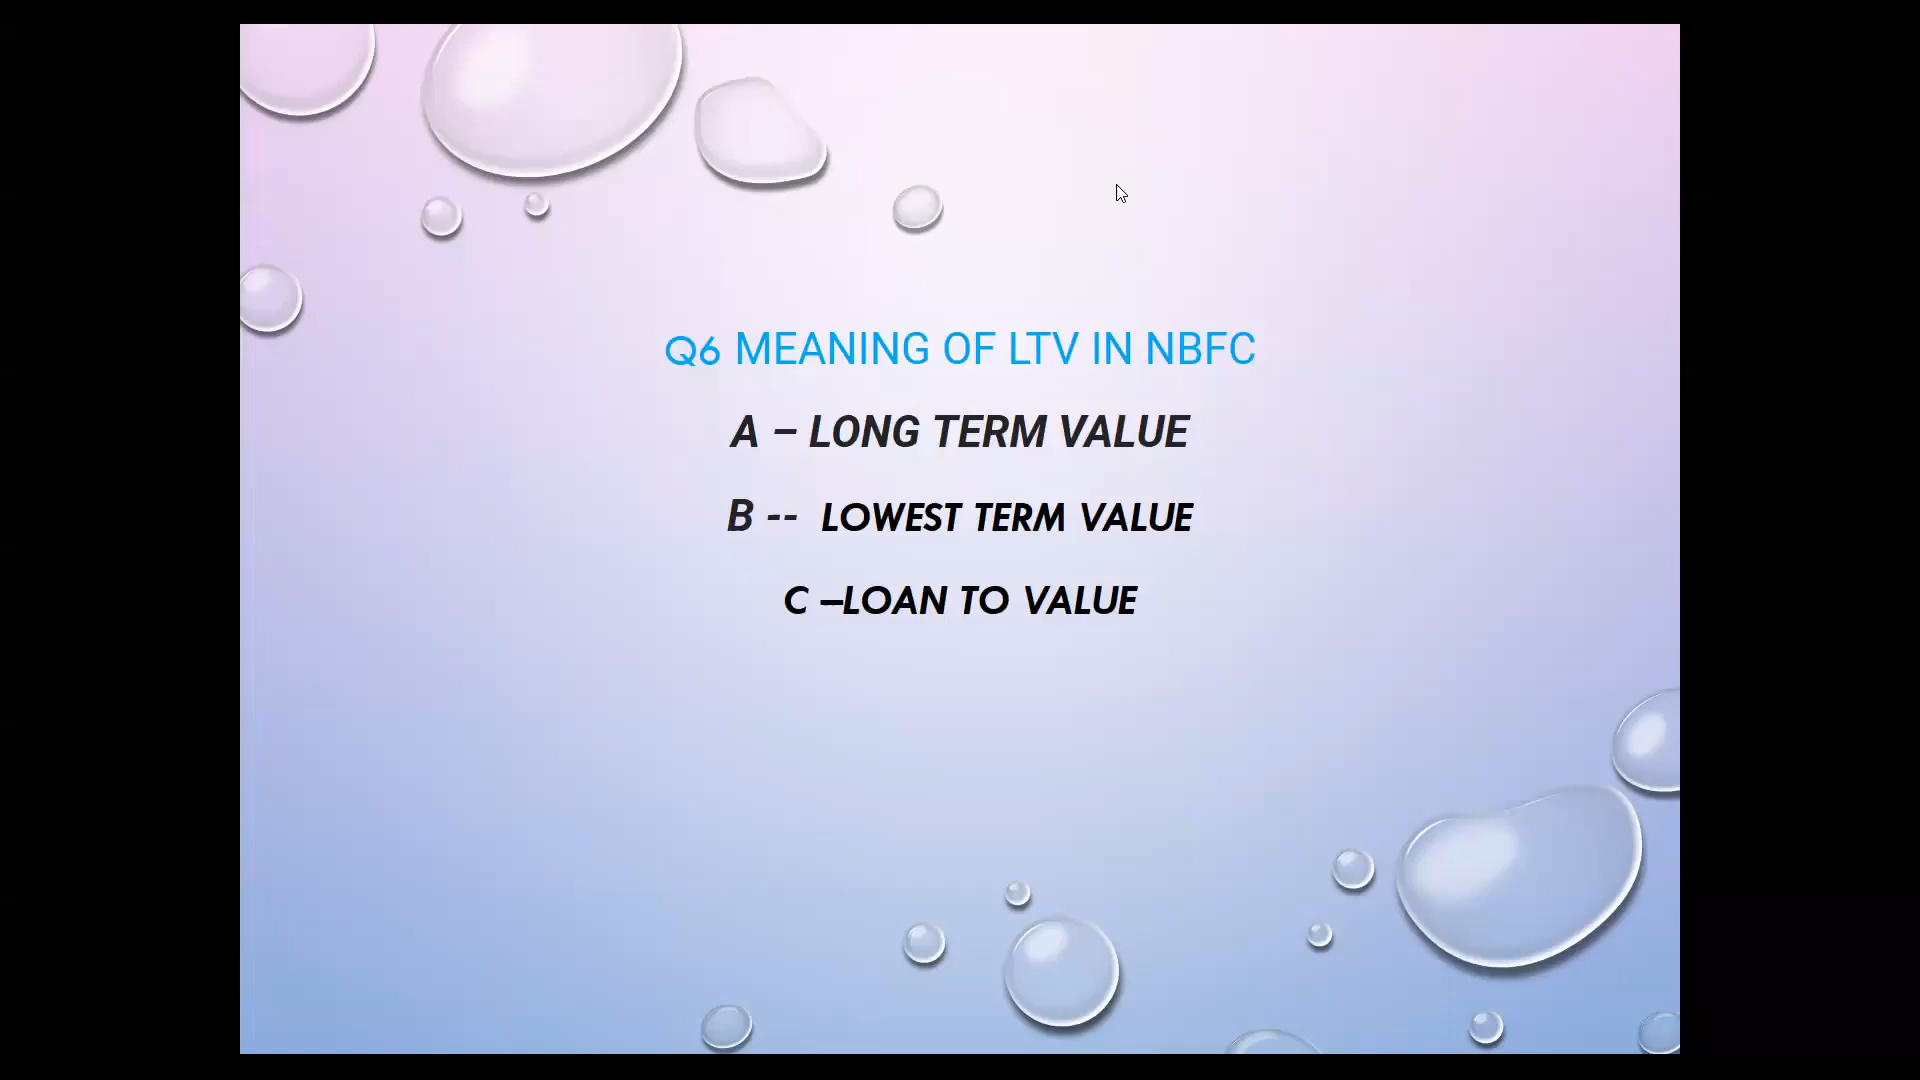 Q6 MEANING OF LTV IN NBFC
A – LONG TERM VALUE
B -- LOWEST TERM VALUE
C –LOAN TO VALUE